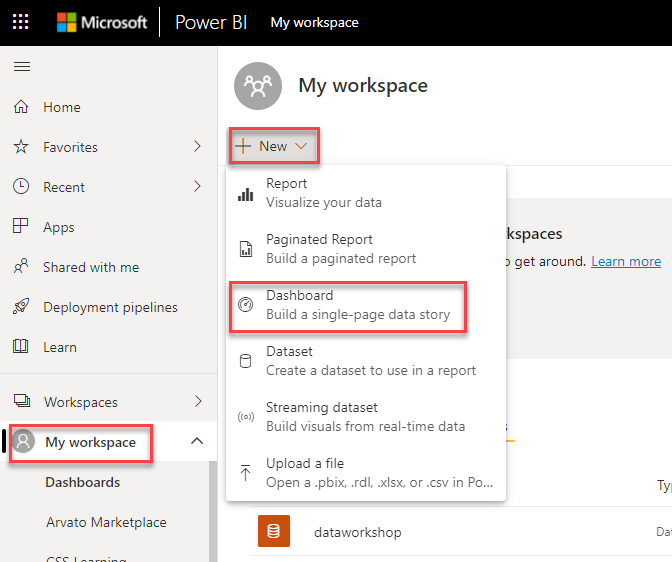 Microsoft Power BI My workspace
Home
Favorites
Recent
Apps
Shared with me
Deployment pipelines
Learn
Workspaces
My workspace
Dashboards
Arvato Marketplace
CSS Learning
My workspace
New
Report
Visualize your data
Paginated Report
Build a paginated report
Dashboard
Build a single-page data story
Dataset
Create a dataset to use in a report
Streaming dataset
Build visuals from real-time data
Upload a file
Open a .pbix, .rdl, .xlsx, or .csv in Po...
kspaces
o get around. Learn more
s
Ty
dataworkshop
Dat